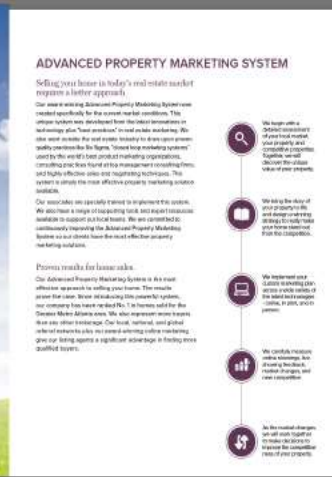 ADVANCED PROPERTY MARKETING SYSTEM
Selling your home in today's real estate market
requires a better approach
Our award-winning Advanced Property Marketing System was
created specifically for the current market conditions. This
unique system was developed from the latest innovations in
technology plus "best practices" in real estate marketing. We
also went outside the real estate industry to draw upon proven
quality practices like Six Sigma, "closed loop marketing systems"
used by the world's best product marketing organizations,
consulting practices found at top management consulting firms,
and highly effective sales and negotiating techniques. This
system is simply the most effective property marketing solution
available.
Our associates are specially trained to implement this system.
We also have a range of supporting tools and expert resources
available to support our local teams. We are committed to
continuously improving the Advanced Property Marketing
System so our clients have the most effective property
marketing solutions.
Proven results for home sales
Our Advanced Property Marketing System is the most
effective approach to selling your home. The results
prove the case. Since introducing this powerful system,
our company has been ranked No. 1 in homes sold for the
Greater Metro Atlanta area. We also represent more buyers
than any other brokerage. Our local, national, and global
referral networks plus our award-winning online marketing
give our listing agents a significant advantage in finding more
qualified buyers.
We begin with a
detailed assessment
of your local market,
your property and
competitive properties.
Together, we will
discover the unique
value of your property.
We bring the story of
your property to life
and design a winning
strategy to really make
your home stand out
from the competition.
We implement your
custom marketing plan
across a wide variety of
the latest technologies
- online, in print, and in
person.
We carefully measure
online viewings, live
showing feedback,
market changes, and
new competition.
As the market changes,
we will work together
to make decisions to
improve the competitive
ness of your property.